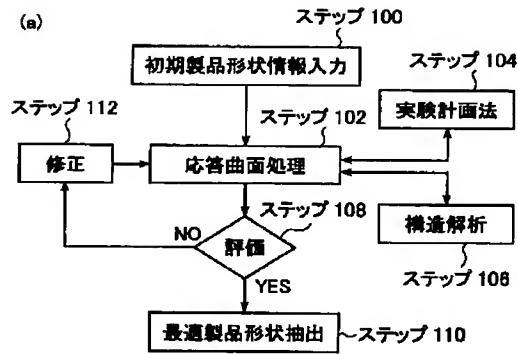 (a)
ステップ 100
初期製品形状情報入力
ステップ 104
実験計画法
ステップ 112
ステップ 102
修正
応答曲面処理
ステップ 108
NO
評価
構造解析
ステップ 106
YES
最適製品形状抽出
ステップ 110